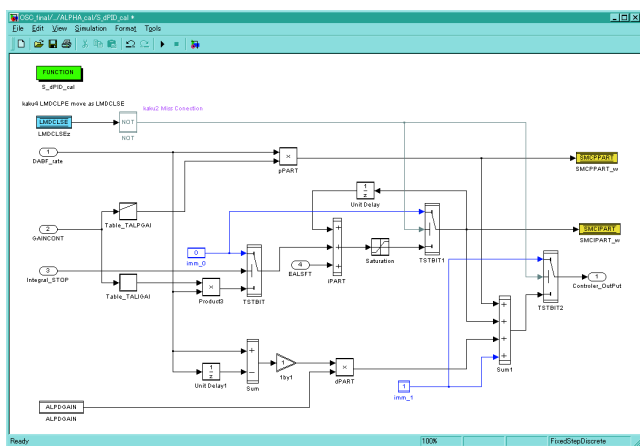 OSC_final/../ALPHA_cal/S_dPID_cal *
File Edit View Simulation Format Tools
FUNCTION
S_dPID_cal
kaku4 LMDCLPE move as LMDCLSE
kaku2 Miss Conection
LMDCLSE
LMDCLSEz
NOT
NOT
1
DABF_rate
×
pPART
SMCPPART
SMCPPART_w
1
z
Unit Delay
2
GAINCONT
Table_TALPGAI
SMCIPART
SMCIPART_w
0
imm_0
3
Integral_STOP
4
EALSFT
+
+
+
IPART
Saturation
TSTBIT1
Table_TALIGAI
×
Product3
TSTBIT
1
Controler_OutPut
TSTBIT2
+
+
+
+
Sum1
1
z
Unit Delay1
+
−
Sum
1
1by1
×
dPART
1
imm_1
ALPDGAIN
ALPDGAIN
Ready
100%
FixedStepDiscrete